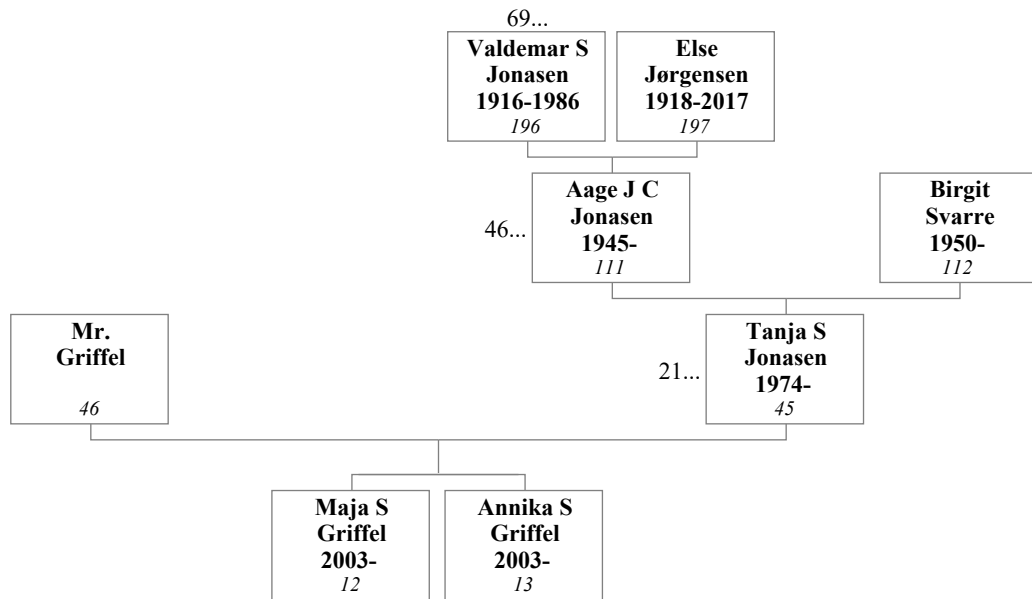 69...
Valdemar S
Jonasen
1916-1986
196
Else
Jørgensen
1918-2017
197
46...
Aage J C
Jonasen
1945-
111
Birgit
Svarre
1950-
112
Mr.
Griffel
46
21...
Tanja S
Jonasen
1974-
45
Maja S
Griffel
2003-
12
Annika S
Griffel
2003-
13